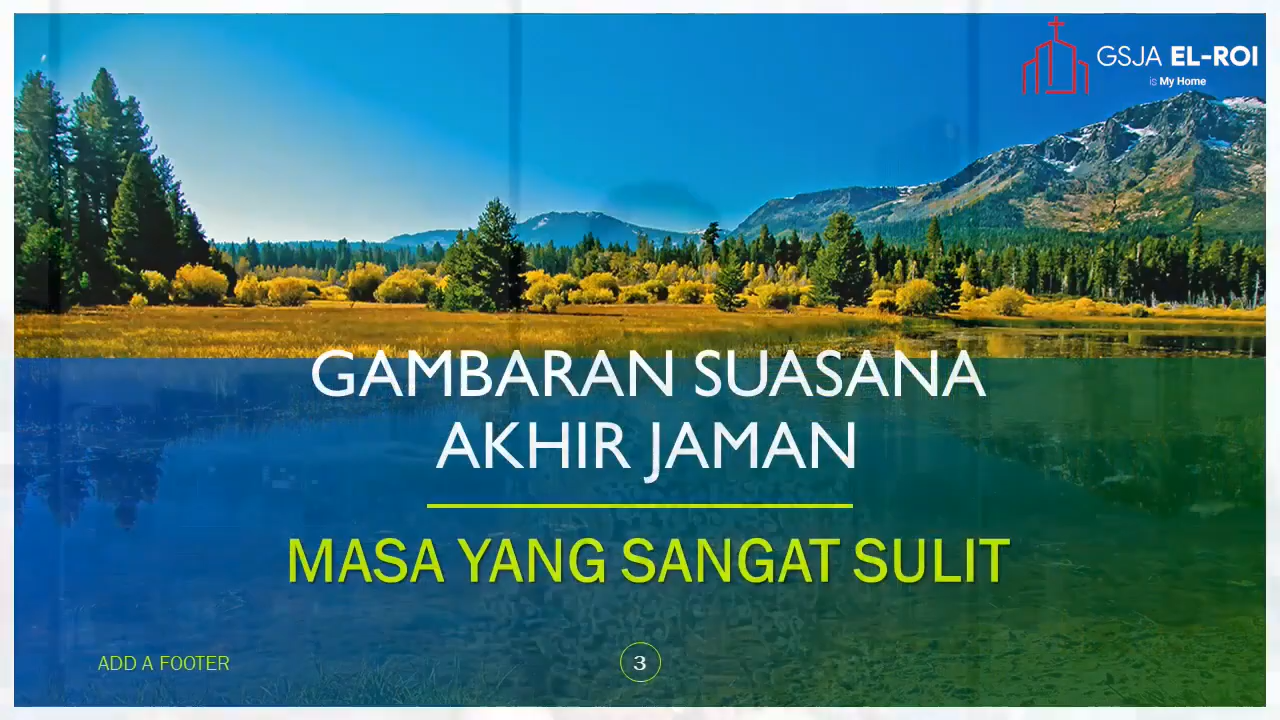 GSJA EL-ROI
is My Home
GAMBARAN SUASANA
AKHIR JAMAN
MASA YANG SANGAT SULIT
ADD A FOOTER
3